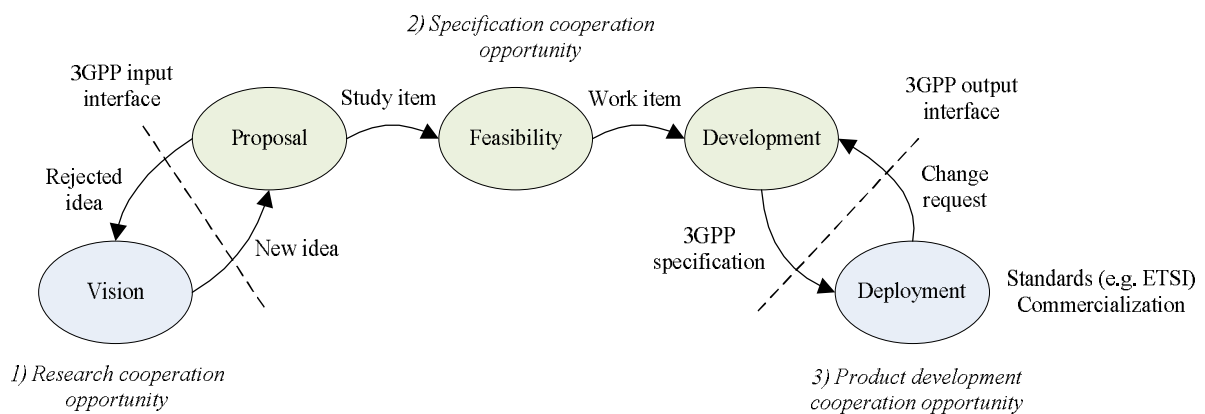 2) Specification cooperation
opportunity
3GPP input
interface
Study item
Work item
3GPP output
interface
Proposal
Feasibility
Development
Rejected
idea
Change
request
New idea
3GPP
specification
Vision
Deployment
Standards (e.g. ETSI)
Commercialization
1) Research cooperation
opportunity
3) Product development
cooperation opportunity